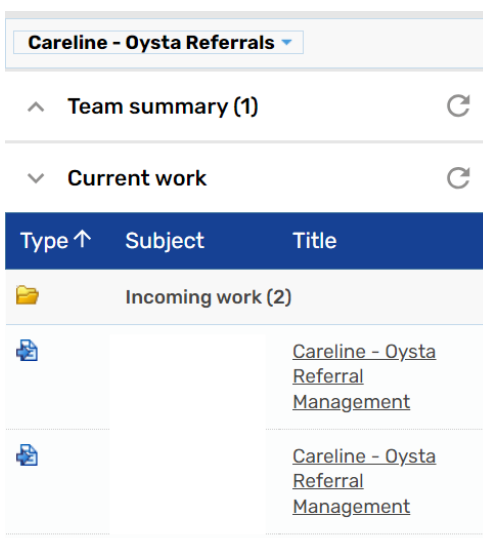 Careline - Oysta Referrals
Team summary (1)
Current work
Type Subject Title
Incoming work (2)
Careline - Oysta
Referral
Management
Careline - Oysta
Referral
Management